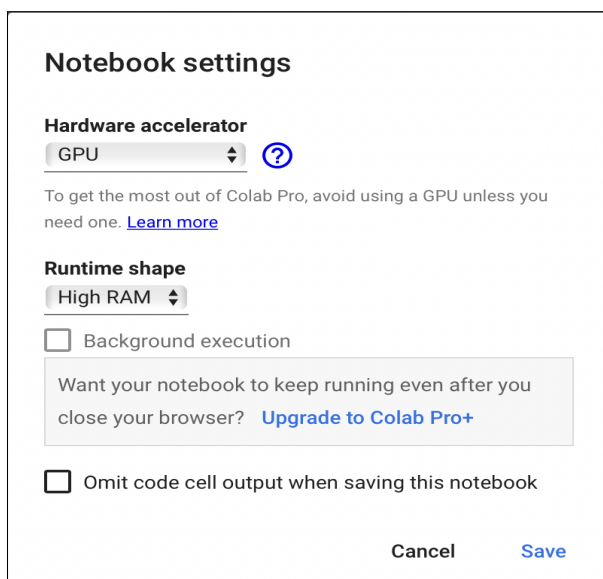 Notebook settings
Hardware accelerator
GPU
?
To get the most out of Colab Pro, avoid using a GPU unless you
need one. Learn more
Runtime shape
High RAM
Background execution
Want your notebook to keep running even after you
close your browser? Upgrade to Colab Pro+
Omit code cell output when saving this notebook
Cancel Save